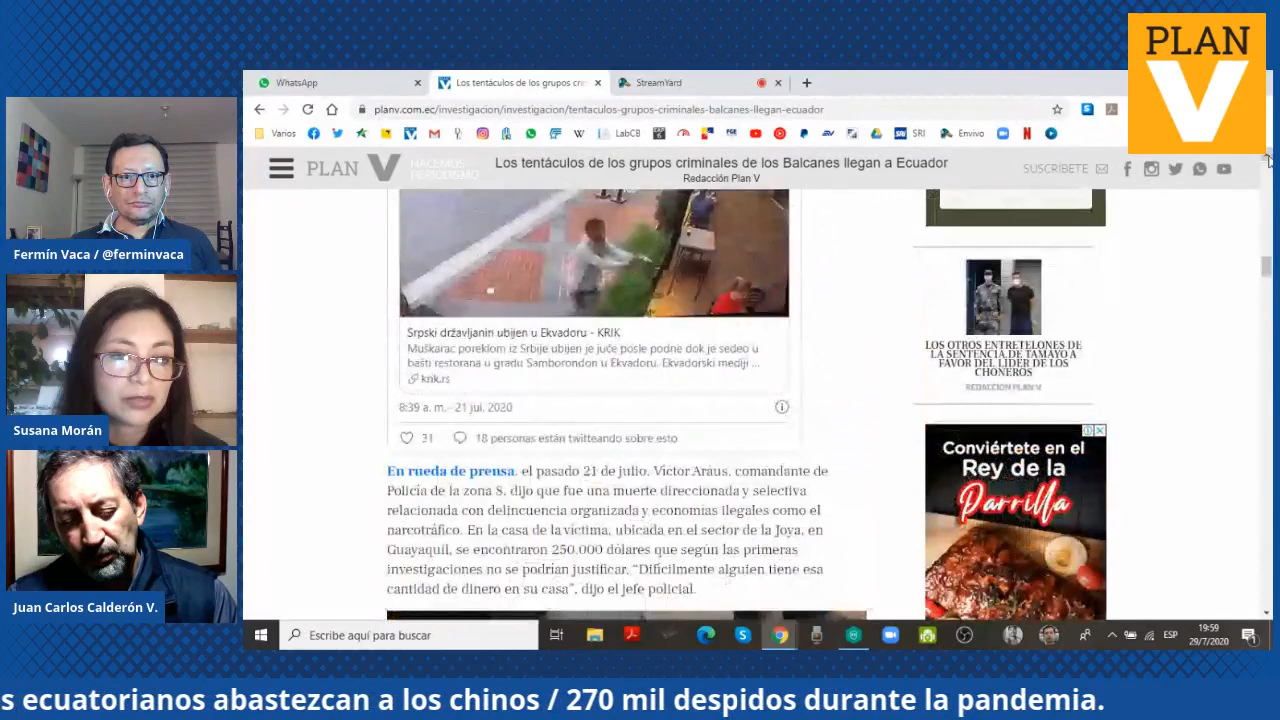 PLAN
V
WhatsApp
Los tentáculos de los grupos crim
StreamYard
planv.com.ec/investigacion/investigacion/tentaculos-grupos-criminales-balcanes-llegan-ecuador
Varios
LabCB
SRI
Envivo
PLAN V
HACEMOS
PERIODISMO
Los tentáculos de los grupos criminales de los Balcanes llegan a Ecuador
Redacción Plan V
SUSCRÍBETE
Fermín Vaca / @ferminvaca
Susana Morán
Juan Carlos Calderón V.
Srpski državljanin ubijen u Ekvadoru - KRIK
Muškarac poreklom iz Srbije ubijen je juče posle podne dok je sedeo u
bašti restorana u gradu Samborondon u Ekvadoru. Ekvadorski mediji ...
krik.rs
8:39 a. m. - 21 jul. 2020
31
18 personas están twitteando sobre esto
En rueda de prensa, el pasado 21 de julio, Víctor Araus, comandante de
Policía de la zona 8, dijo que fue una muerte direccionada y selectiva
relacionada con delincuencia organizada y economías ilegales como el
narcotráfico. En la casa de la víctima, ubicada en el sector de la Joya, en
Guayaquil, se encontraron 250.000 dólares que según las primeras
investigaciones no se podrían justificar. “Difícilmente alguien tiene esa
cantidad de dinero en su casa”, dijo el jefe policial.
LOS OTROS ENTRETELONES DE
LA SENTENCIA DE TAMAYO A
FAVOR DEL LÍDER DE LOS
CHONEROS
REDACCION PLAN V
Conviértete en el
Rey de la
Parrilla
Escribe aquí para buscar
ESP
19:59
29/7/2020
s ecuatorianos abastezcan a los chinos / 270 mil despidos durante la pandemia.